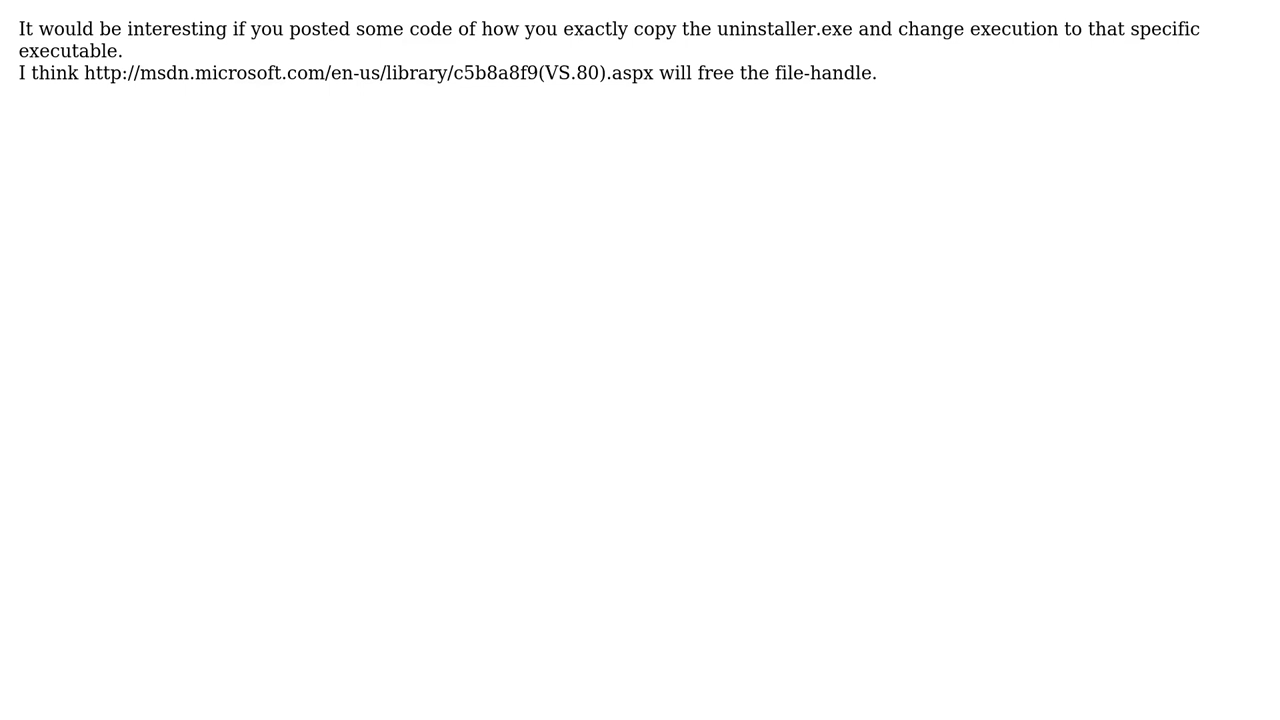 It would be interesting if you posted some code of how you exactly copy the uninstaller.exe and change execution to that specific
executable.
I think http://msdn.microsoft.com/en-us/library/c5b8a8f9(VS.80).aspx will free the file-handle.